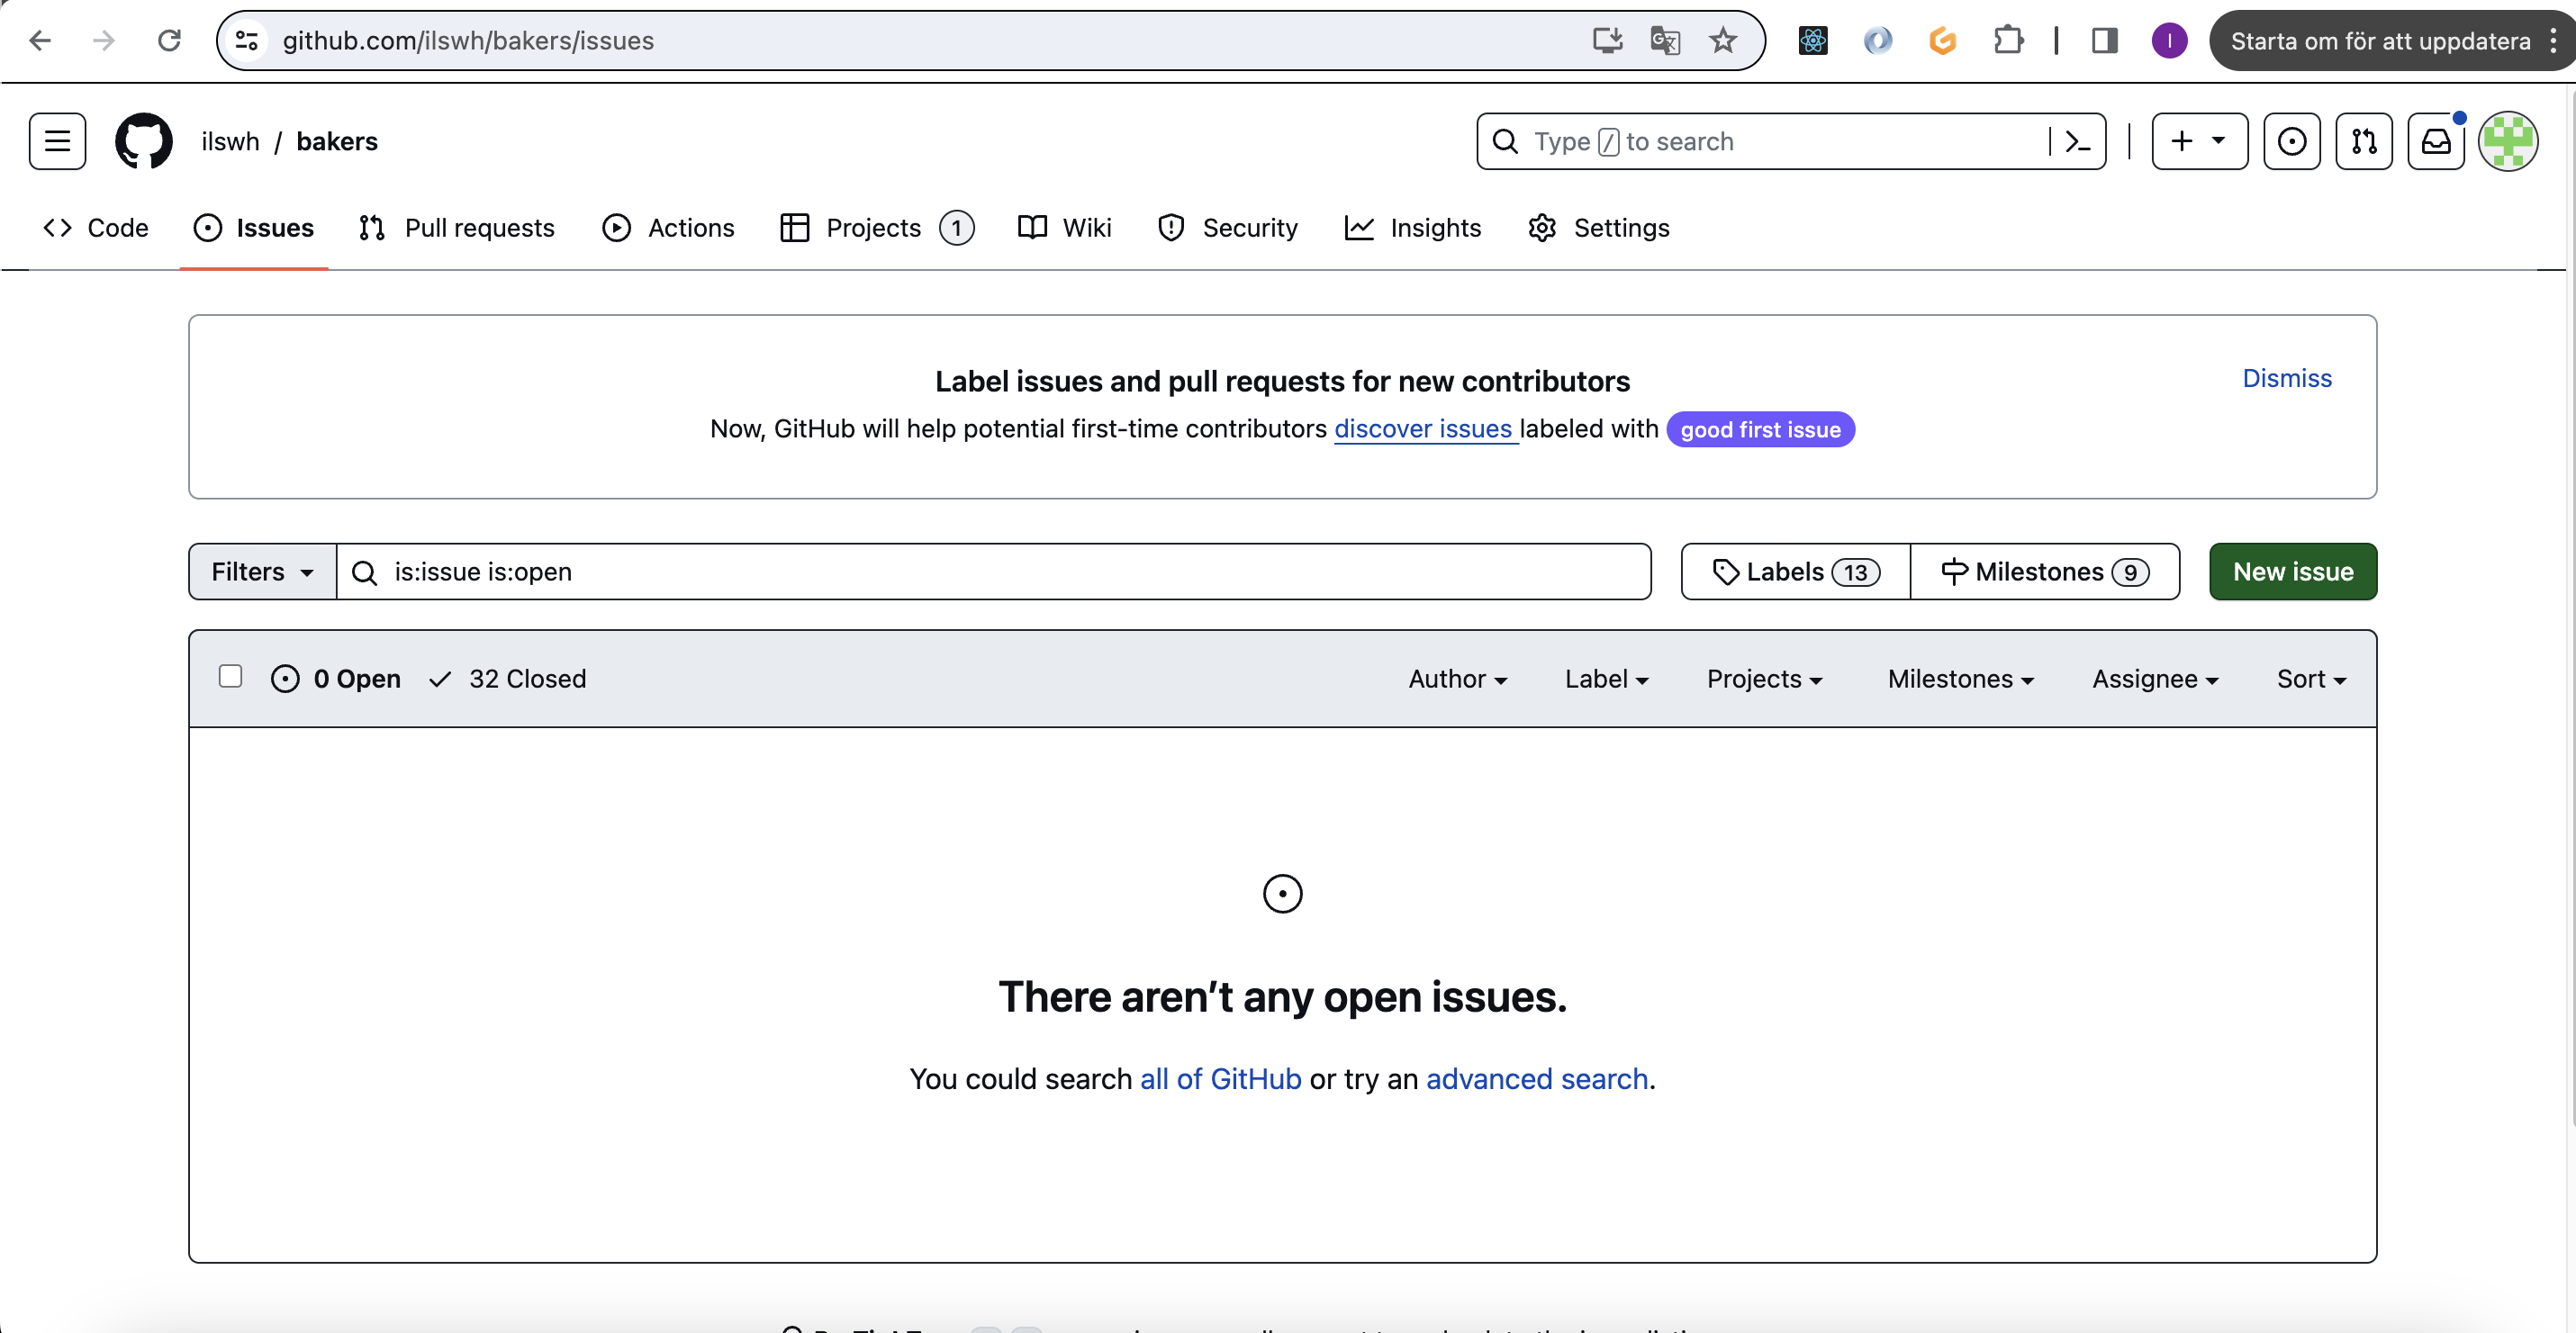 github.com/ilswh/bakers/issues
I
Starta om för att uppdatera
ilswh / bakers
Type / to search
Code Issues Pull requests Actions Projects 1 Wiki Security Insights Settings
Label issues and pull requests for new contributors
Dismiss
Now, GitHub will help potential first-time contributors discover issues labeled with good first issue
Filters is:issue is:open Labels 13 Milestones 9 New issue
0 Open 32 Closed Author Label Projects Milestones Assignee Sort
There aren’t any open issues.
You could search all of GitHub or try an advanced search.